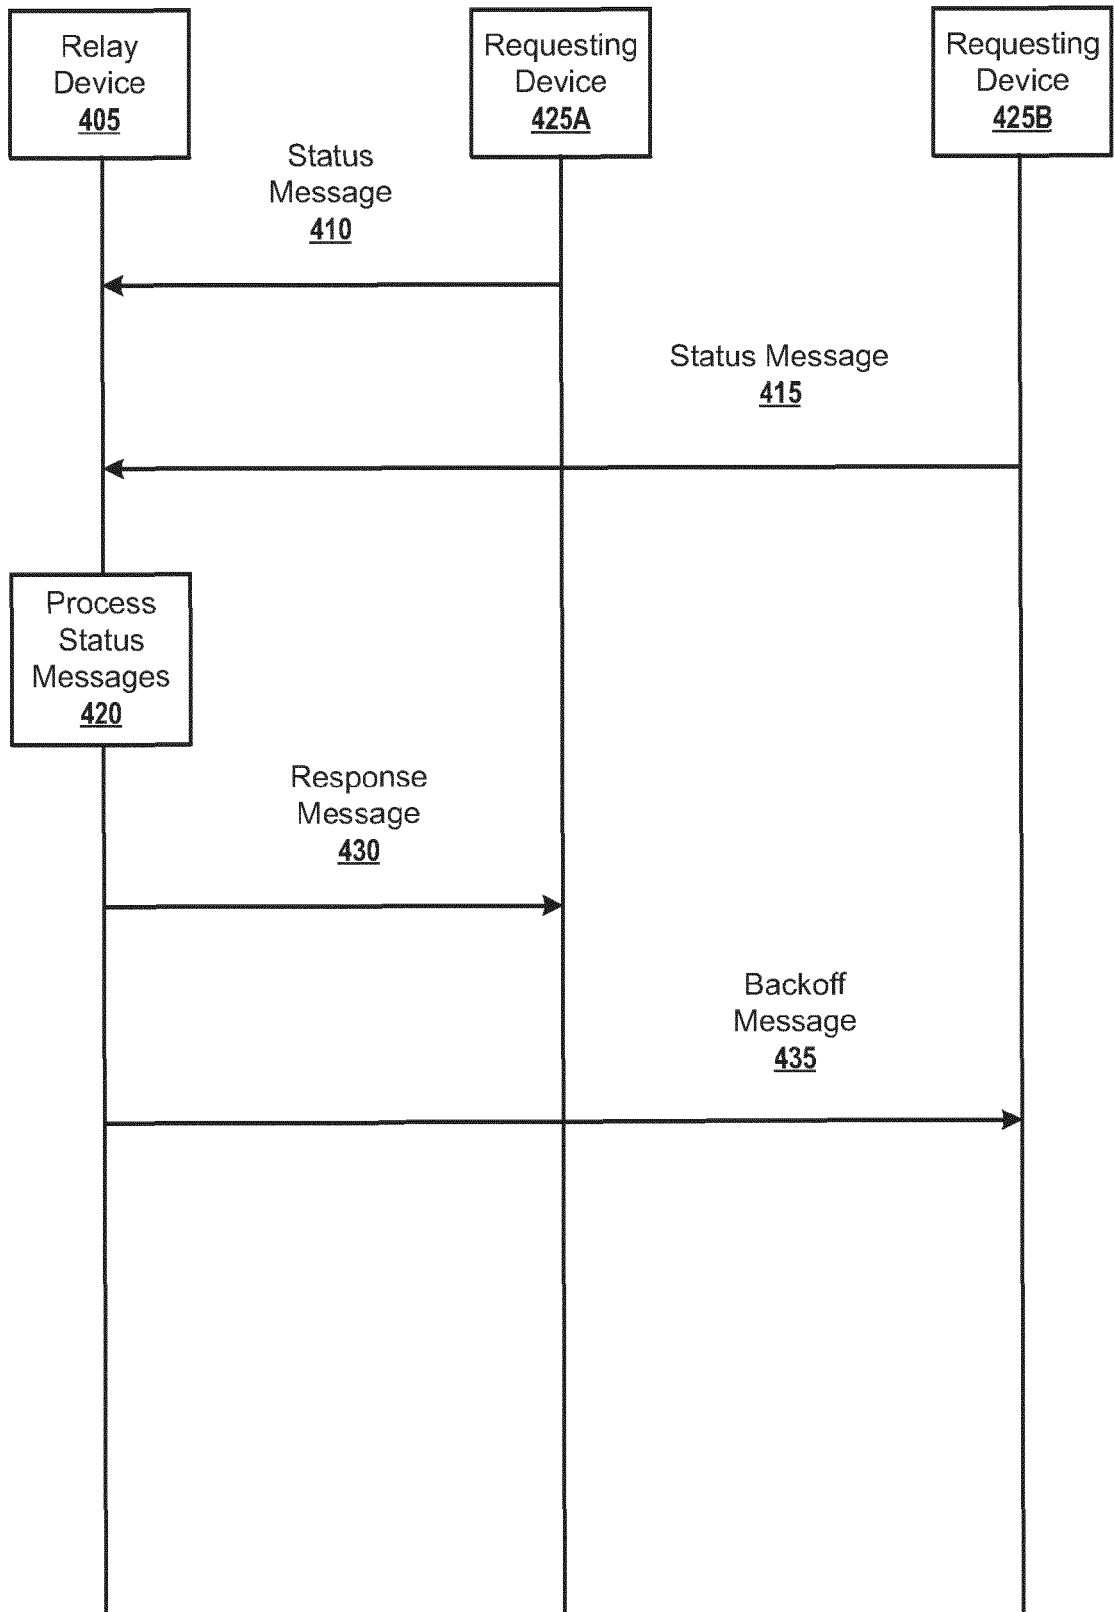 Relay
Device
405
Requesting
Device
425A
Requesting
Device
425B
Status
Message
410
Status Message
415
Process
Status
Messages
420
Response
Message
430
Backoff
Message
435